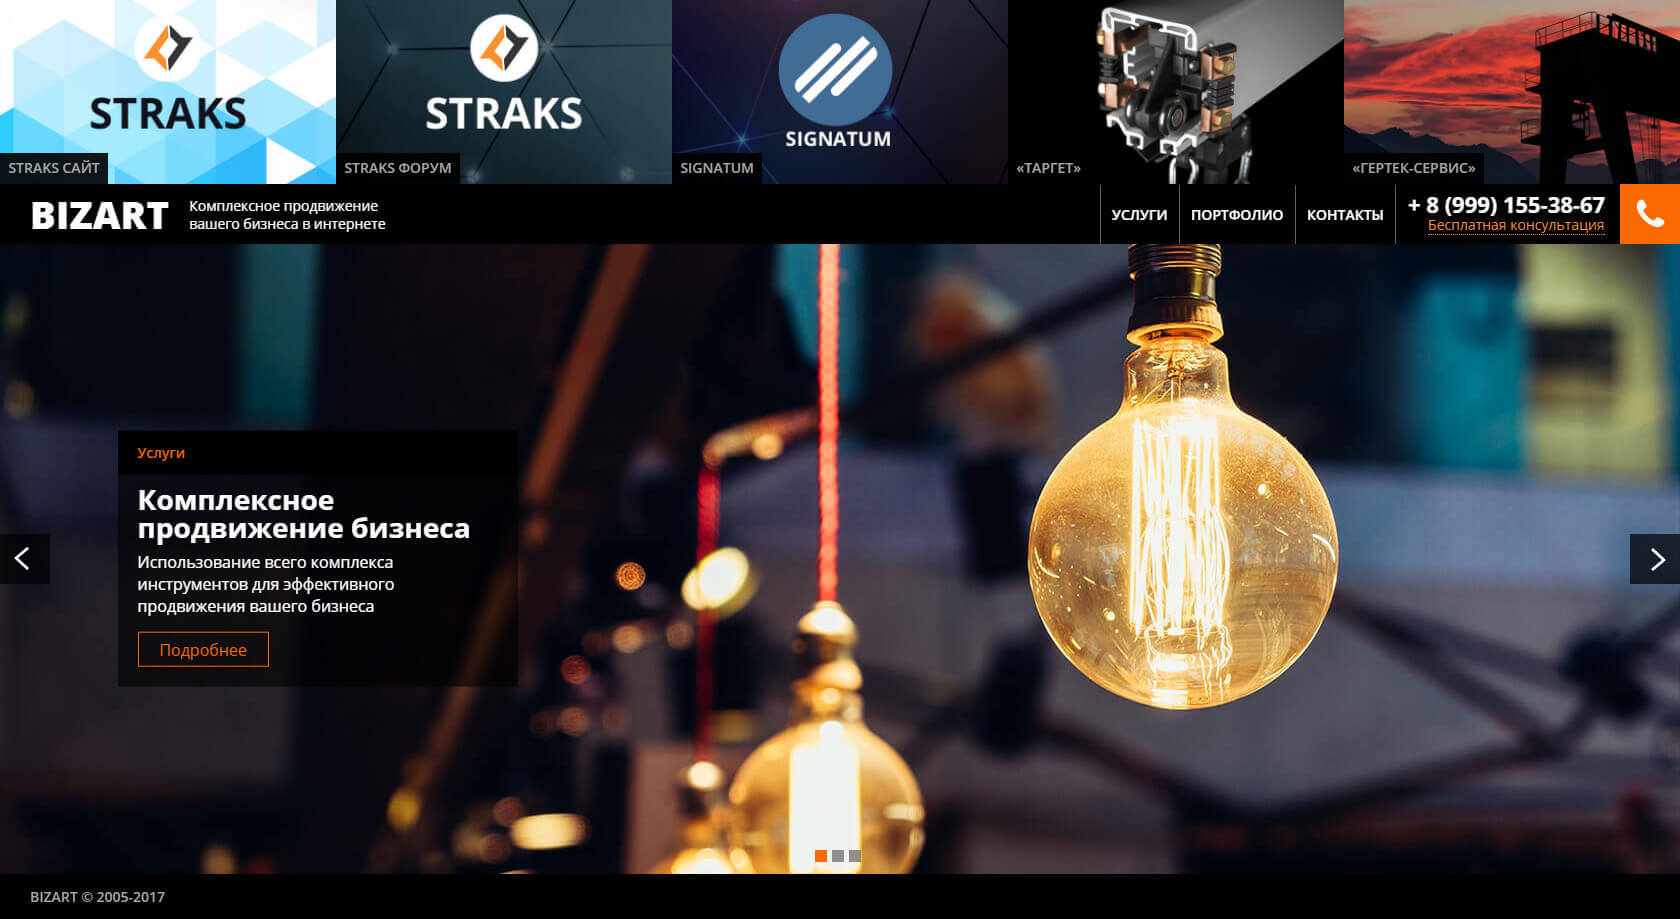 STRAKS
STRAKS САЙТ
STRAKS
STRAKS ФОРУМ
SIGNATUM
SIGNATUM
«ТАРГЕТ»
«ГЕРТЕК-СЕРВИС»
BIZART
Комплексное продвижение
вашего бизнеса в интернете
УСЛУГИ
ПОРТФОЛИО
КОНТАКТЫ
+ 8 (999) 155-38-67
Бесплатная консультация
Услуги
Комплексное
продвижение бизнеса
Использование всего комплекса
инструментов для эффективного
продвижения вашего бизнеса
Подробнее
BIZART © 2005-2017